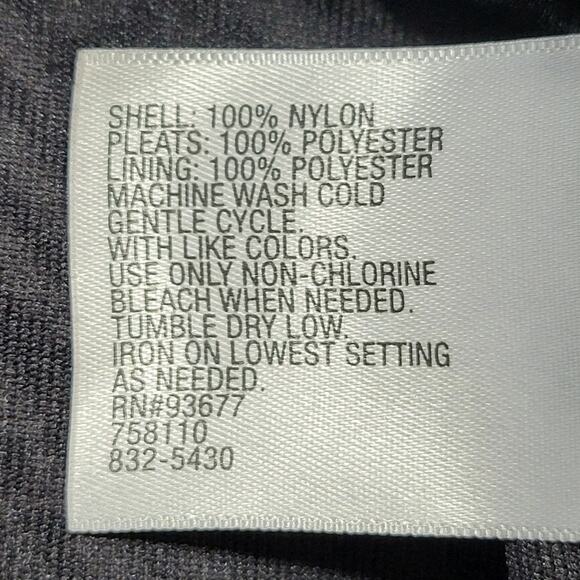 SHELL: 100% NYLON
PLEATS: 100% POLYESTER
LINING: 100% POLYESTER
MACHINE WASH COLD
GENTLE CYCLE.
WITH LIKE COLORS.
USE ONLY NON-CHLORINE
BLEACH WHEN NEEDED.
TUMBLE DRY LOW.
IRON ON LOWEST SETTING
AS NEEDED.
RN#93677
758110
832-5430